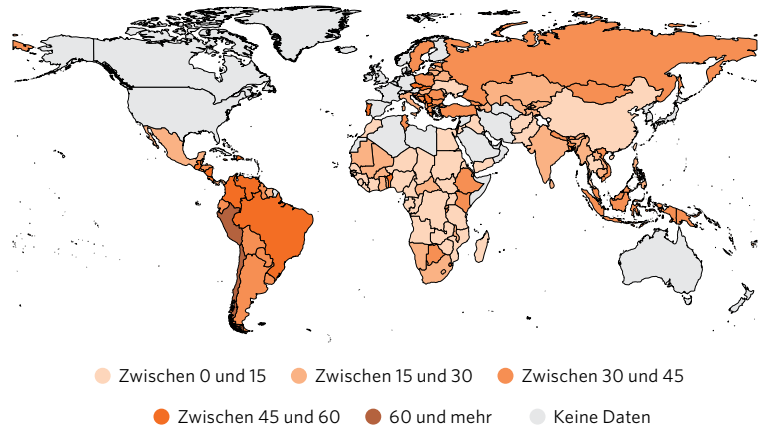 Zwischen 0 und 15 Zwischen 15 und 30 Zwischen 30 und 45
Zwischen 45 und 60 60 und mehr Keine Daten